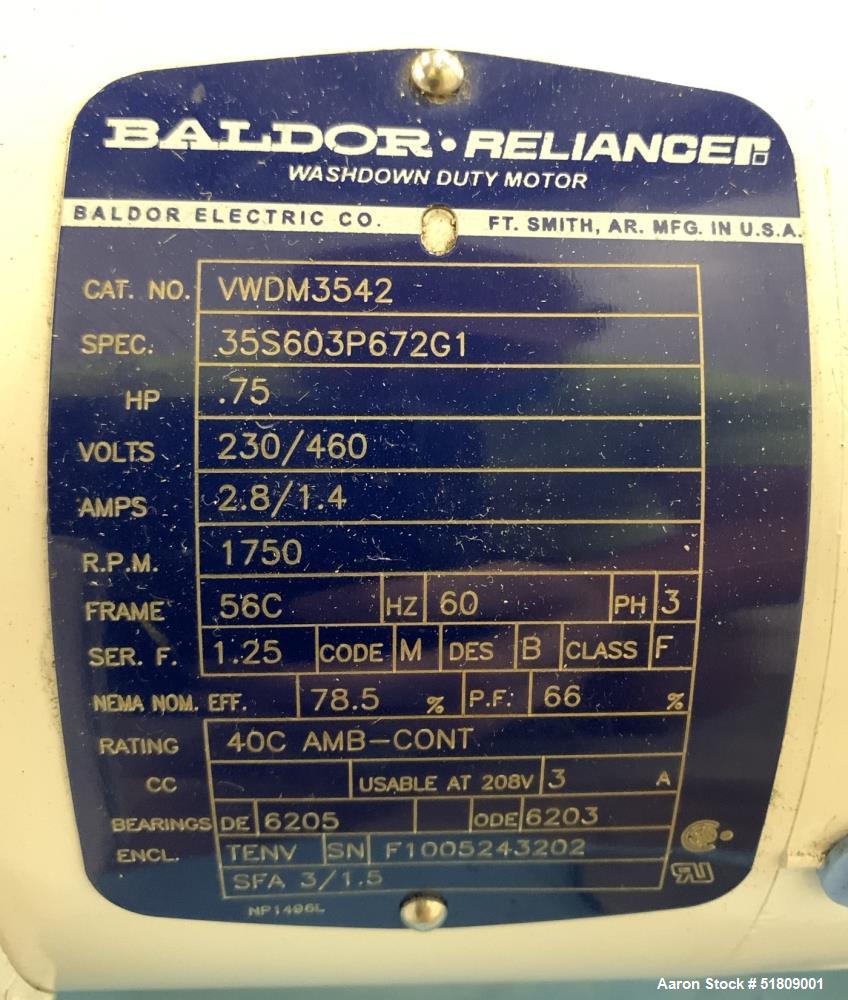 BALDOR • RELIANCE
WASHDOWN DUTY MOTOR
BALDOR ELECTRIC CO. FT. SMITH, AR. MFG. IN U.S.A.
CAT. NO. VWDM3542
SPEC. 35S603P672G1
HP .75
VOLTS 230/460
AMPS 2.8/1.4
R.P.M. 1750
FRAME 56C HZ 60 PH 3
SER. F. 1.25 CODE M DES B CLASS F
NEMA NOM. EFF. 78.5 % P.F: 66 %
RATING 40C AMB-CONT
CC USABLE AT 208V 3 A
BEARINGS DE 6205 ODE 6203
ENCL. TENV SN F1005243202
SFA 3/1.5
NP1496L
Aaron Stock # 51809001